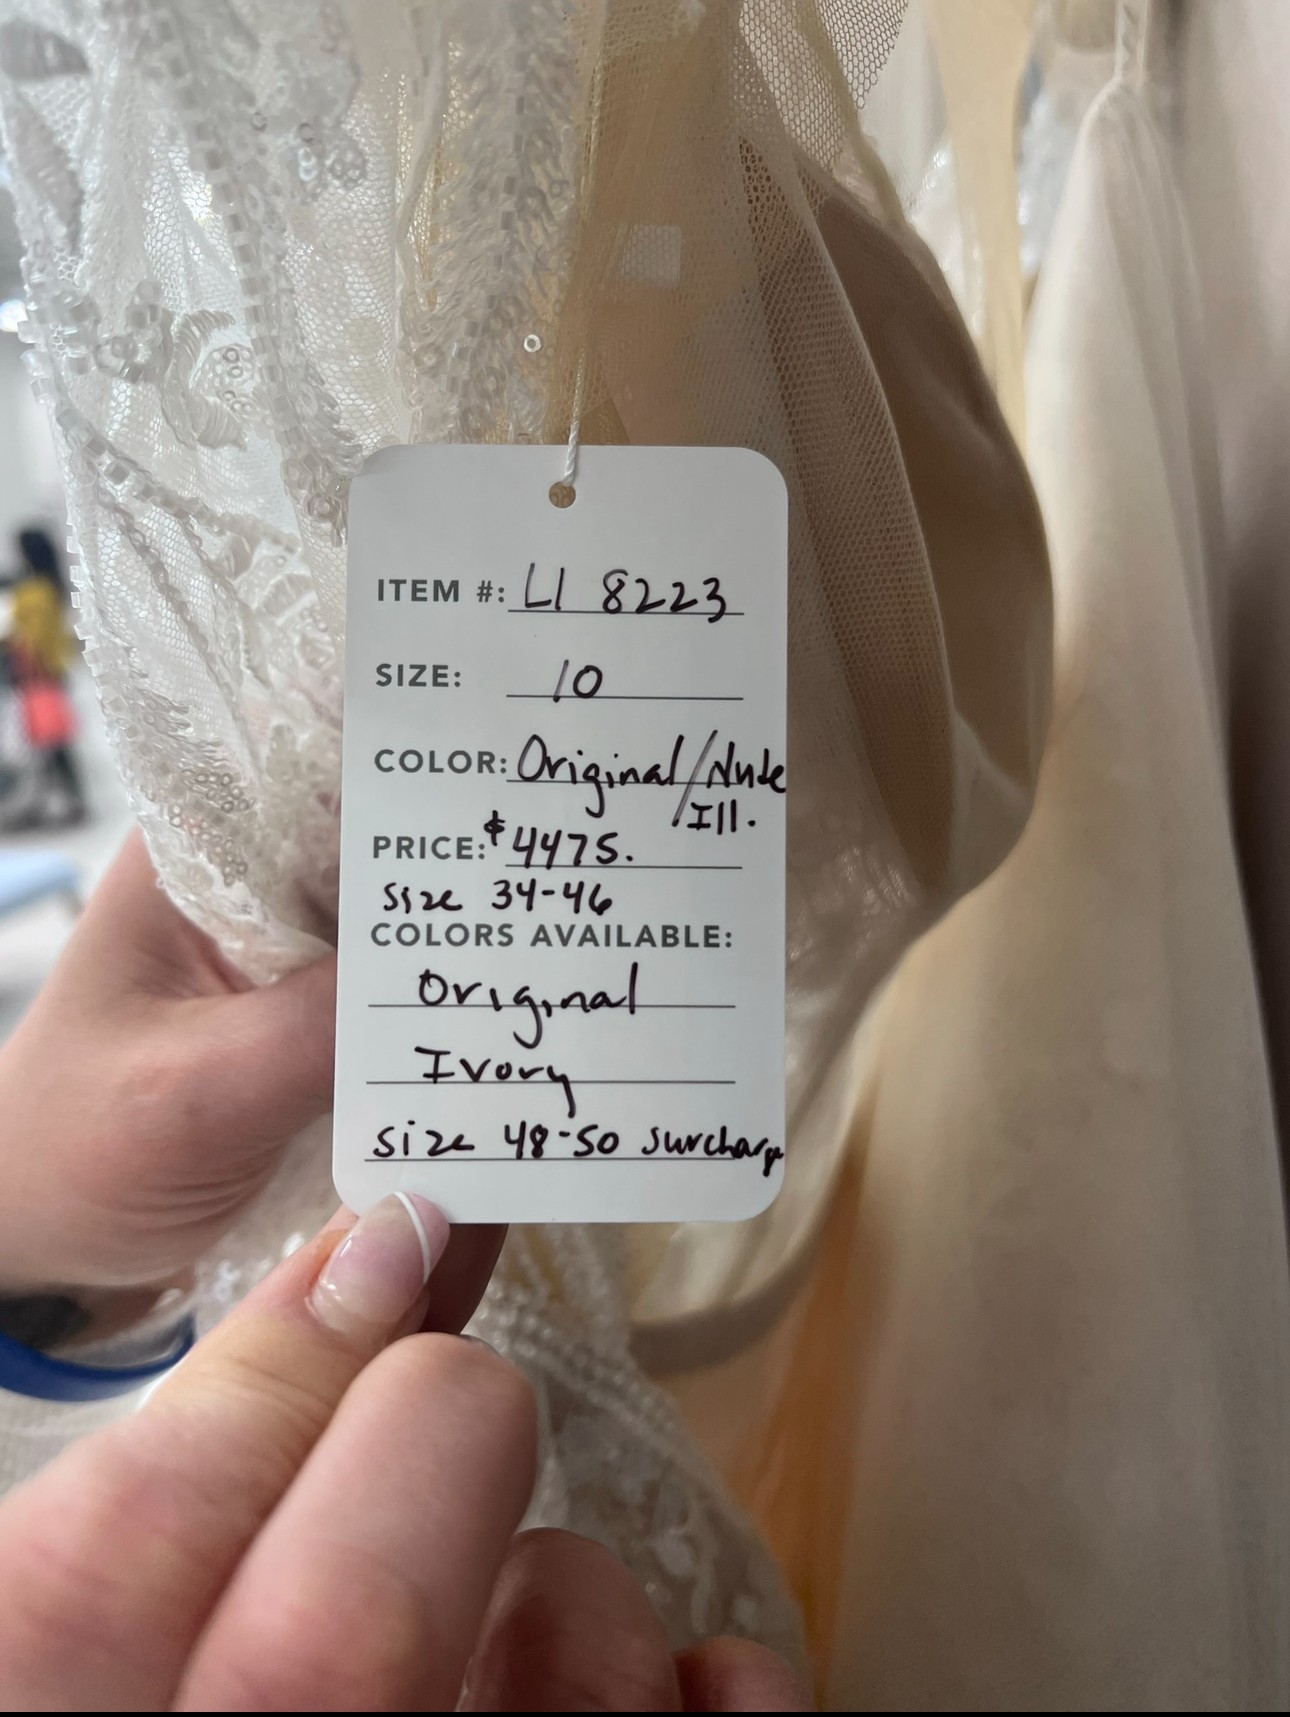 ITEM #: LI 8223
SIZE: 10
COLOR: Original/Nude
Ill.
PRICE: $4475.
Size 34-46
COLORS AVAILABLE:
Original
Ivory
Size 48-50 surcharge